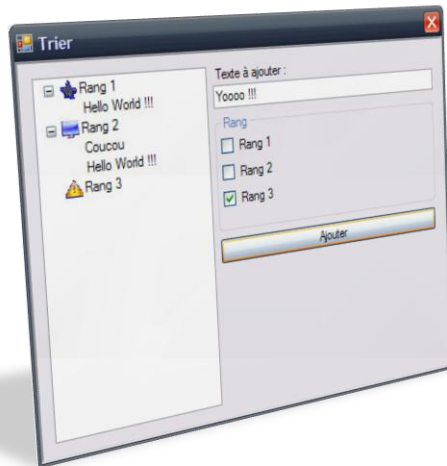 Trier
Rang 1
Hello World !!!
Rang 2
Coucou
Hello World !!!
Rang 3
Texte à ajouter :
Yoooo !!!
Rang
Rang 1
Rang 2
Rang 3
Ajouter